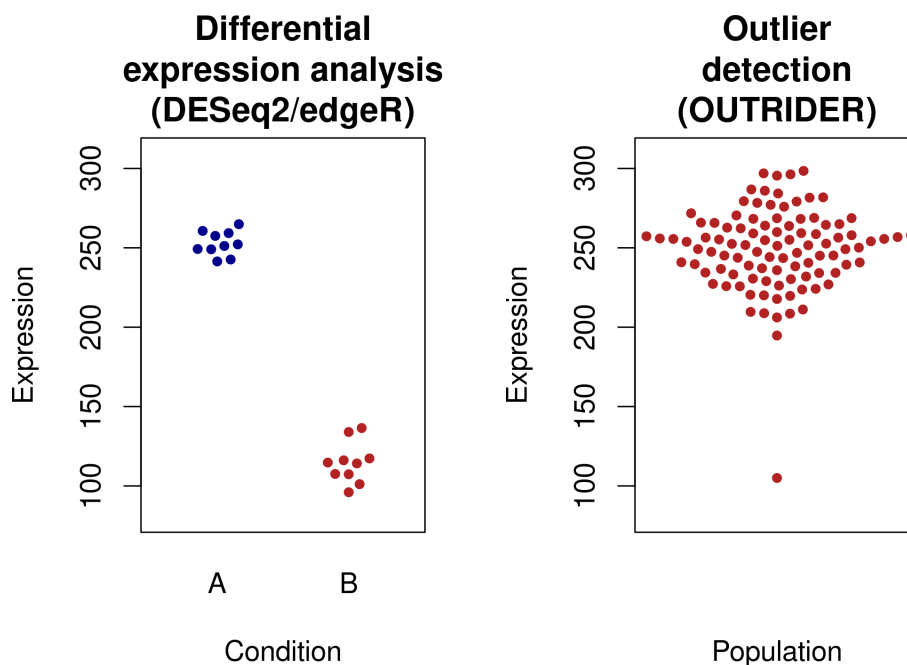 Differential
expression analysis
(DESeq2/edgeR)
Expression
300
250
200
150
100
A
B
Condition
Outlier
detection
(OUTRIDER)
Expression
300
250
200
150
100
Population